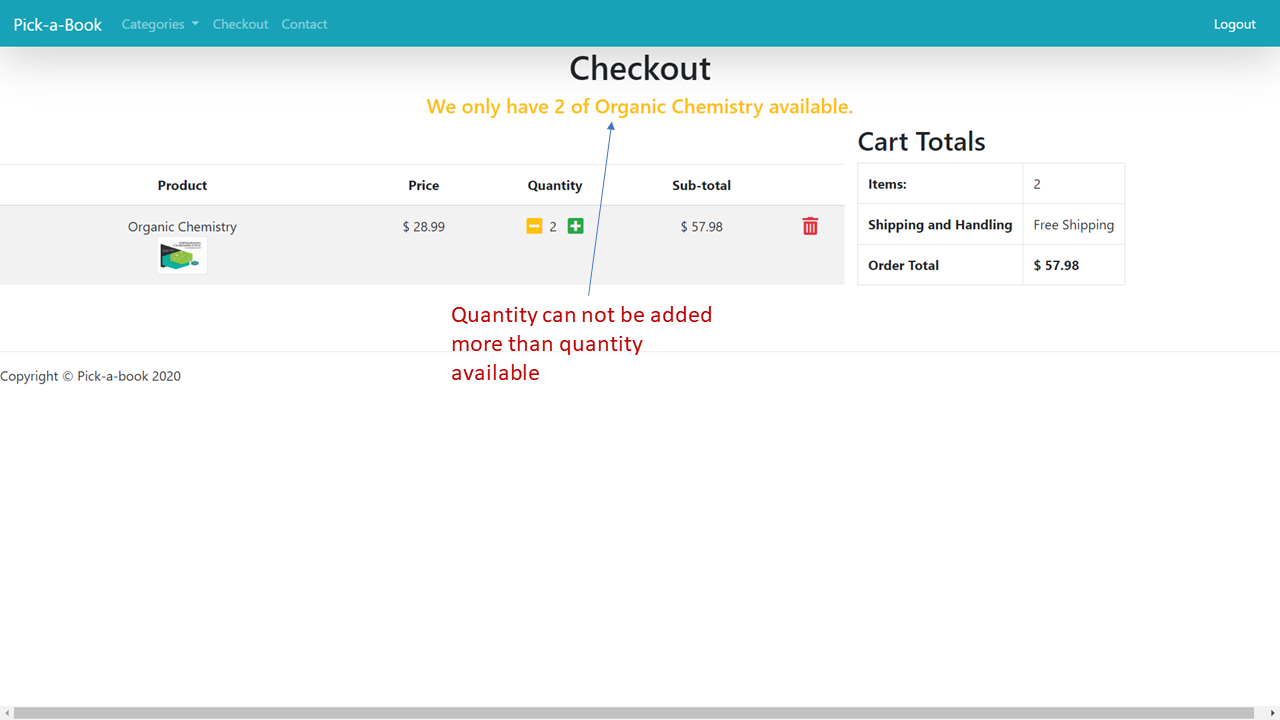 Pick-a-Book Categories Checkout Contact Logout
Checkout
We only have 2 of Organic Chemistry available.
Cart Totals
Product Price Quantity Sub-total
Items: 2
Organic Chemistry $ 28.99 2 $ 57.98
Shipping and Handling Free Shipping
Order Total $ 57.98
Quantity can not be added
more than quantity
available
Copyright © Pick-a-book 2020